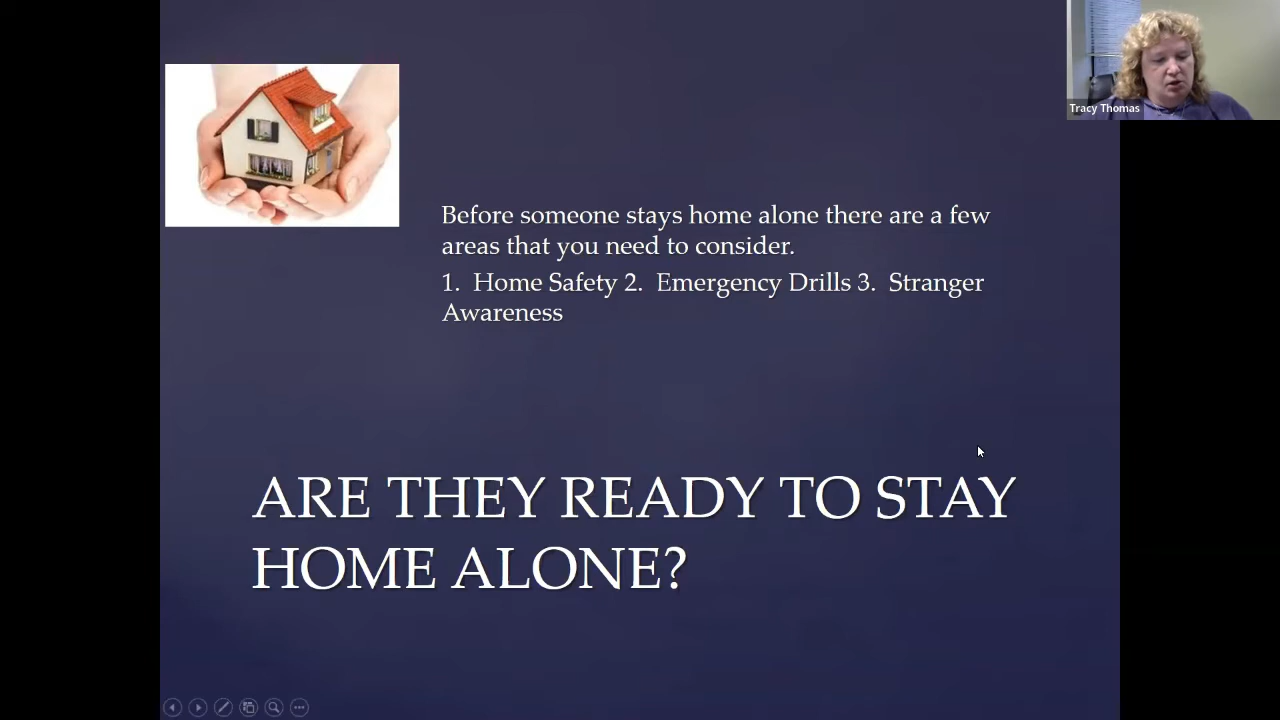 Before someone stays home alone there are a few
areas that you need to consider.
1. Home Safety 2. Emergency Drills 3. Stranger
Awareness
ARE THEY READY TO STAY
HOME ALONE?
Tracy Thomas